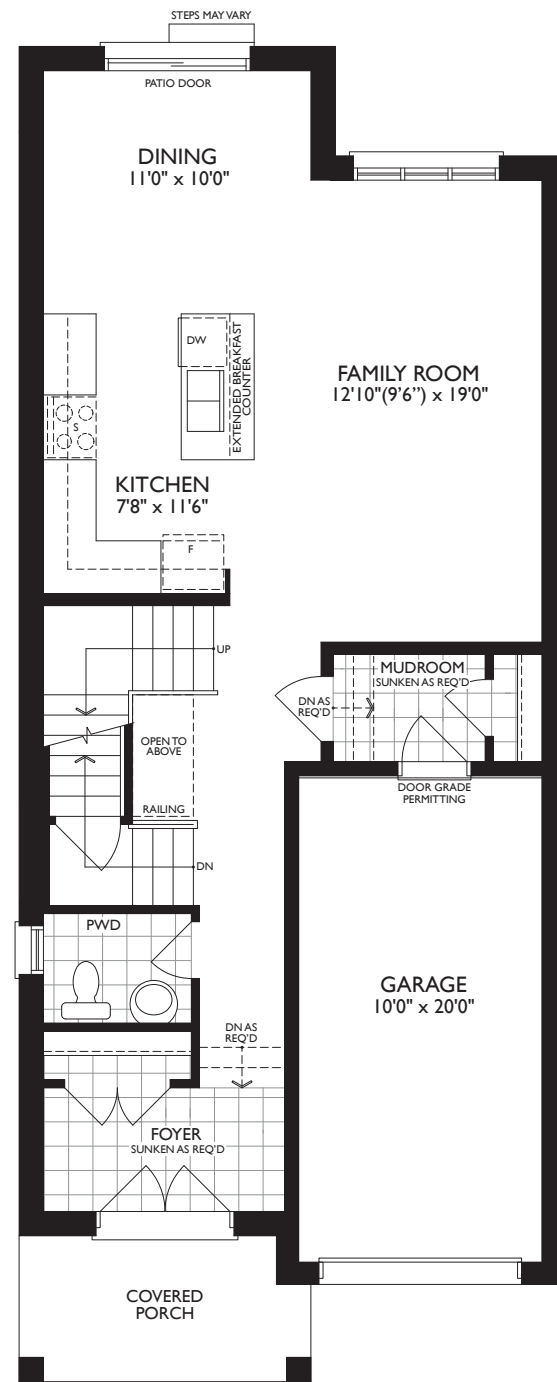 STEPS MAY VARY
PATIO DOOR
DINING
11'0" x 10'0"
DW
EXTENDED BREAKFAST
COUNTER
FAMILY ROOM
12'10"(9'6’’) x 19'0"
S
KITCHEN
7'8" x 11'6"
F
UP
MUDROOM
SUNKEN AS REQ'D
DN AS
REQ'D
OPEN TO
ABOVE
DOOR GRADE
PERMITTING
RAILING
DN
PWD
GARAGE
10'0" x 20'0"
DN AS
REQ'D
FOYER
SUNKEN AS REQ'D
COVERED
PORCH